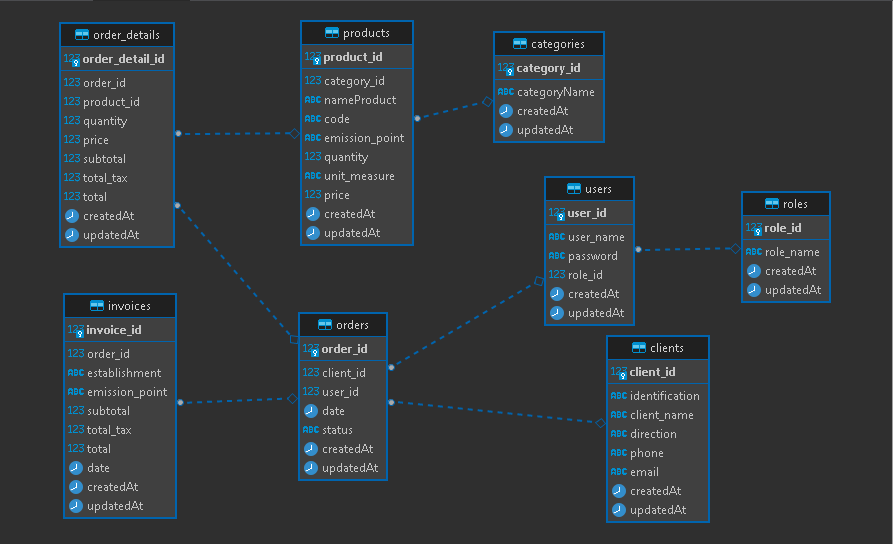 order_details
123 order_detail_id
123 order_id
123 product_id
123 quantity
123 price
123 subtotal
123 total_tax
123 total
createdAt
updatedAt
products
123 product_id
123 category_id
ABC nameProduct
ABC code
ABC emission_point
123 quantity
ABC unit_measure
123 price
createdAt
updatedAt
categories
123 category_id
ABC categoryName
createdAt
updatedAt
users
123 user_id
ABC user_name
ABC password
123 role_id
createdAt
updatedAt
roles
123 role_id
ABC role_name
createdAt
updatedAt
invoices
123 invoice_id
123 order_id
ABC establishment
ABC emission_point
123 subtotal
123 total_tax
123 total
date
createdAt
updatedAt
orders
123 order_id
123 client_id
123 user_id
date
ABC status
createdAt
updatedAt
clients
123 client_id
ABC identification
ABC client_name
ABC direction
ABC phone
ABC email
createdAt
updatedAt